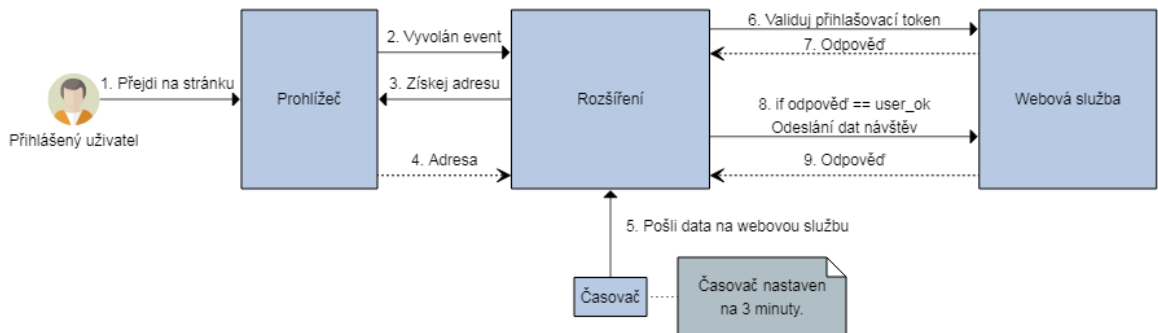 1. Přejdi na stránku
Přihlášený uživatel
Prohlížeč
2. Vyvolán event
3. Získej adresu
4. Adresa
Rozšíření
6. Validuj přihlašovací token
7. Odpověď
8. if odpověď == user_ok
Odeslání dat návštěv
9. Odpověď
Webová služba
5. Pošli data na webovou službu
Časovač
Časovač nastaven
na 3 minuty.